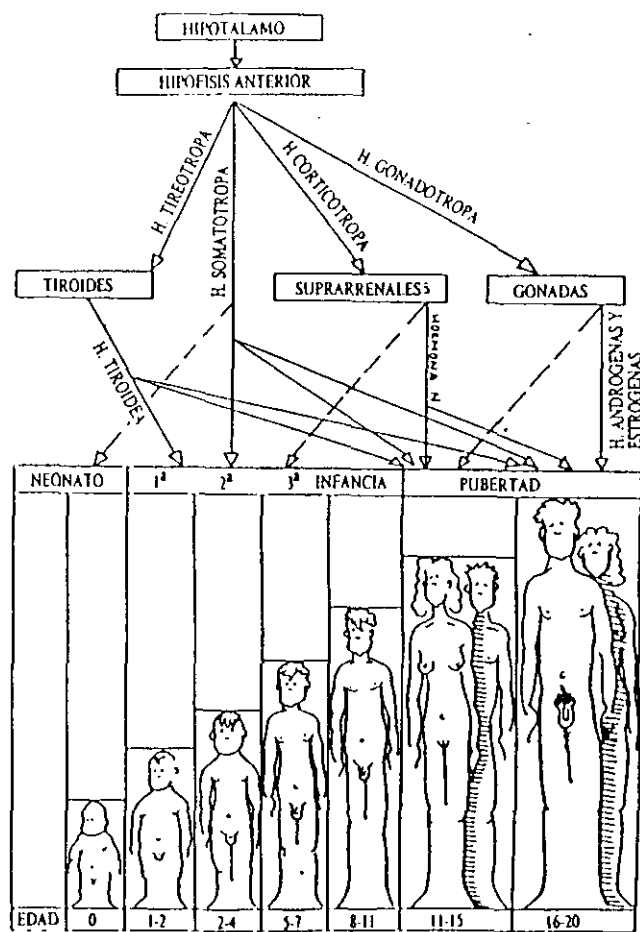 HIPOTALAMO
HIPOFISIS ANTERIOR
H. TIREOTROPA
H. SOMATOTROPA
H CORTICOTROPA
H. GONADOTROPA
TIROIDES
SUPRARRENALES
GONADAS
H. TIROIDEA
HORMONA N
H. ANDROGENAS Y
ESTROGENAS
NEONATO 1ª 2ª 3ª INFANCIA PUBERTAD
EDAD 0 1-2 2-4 5-7 8-11 11-15 16-20